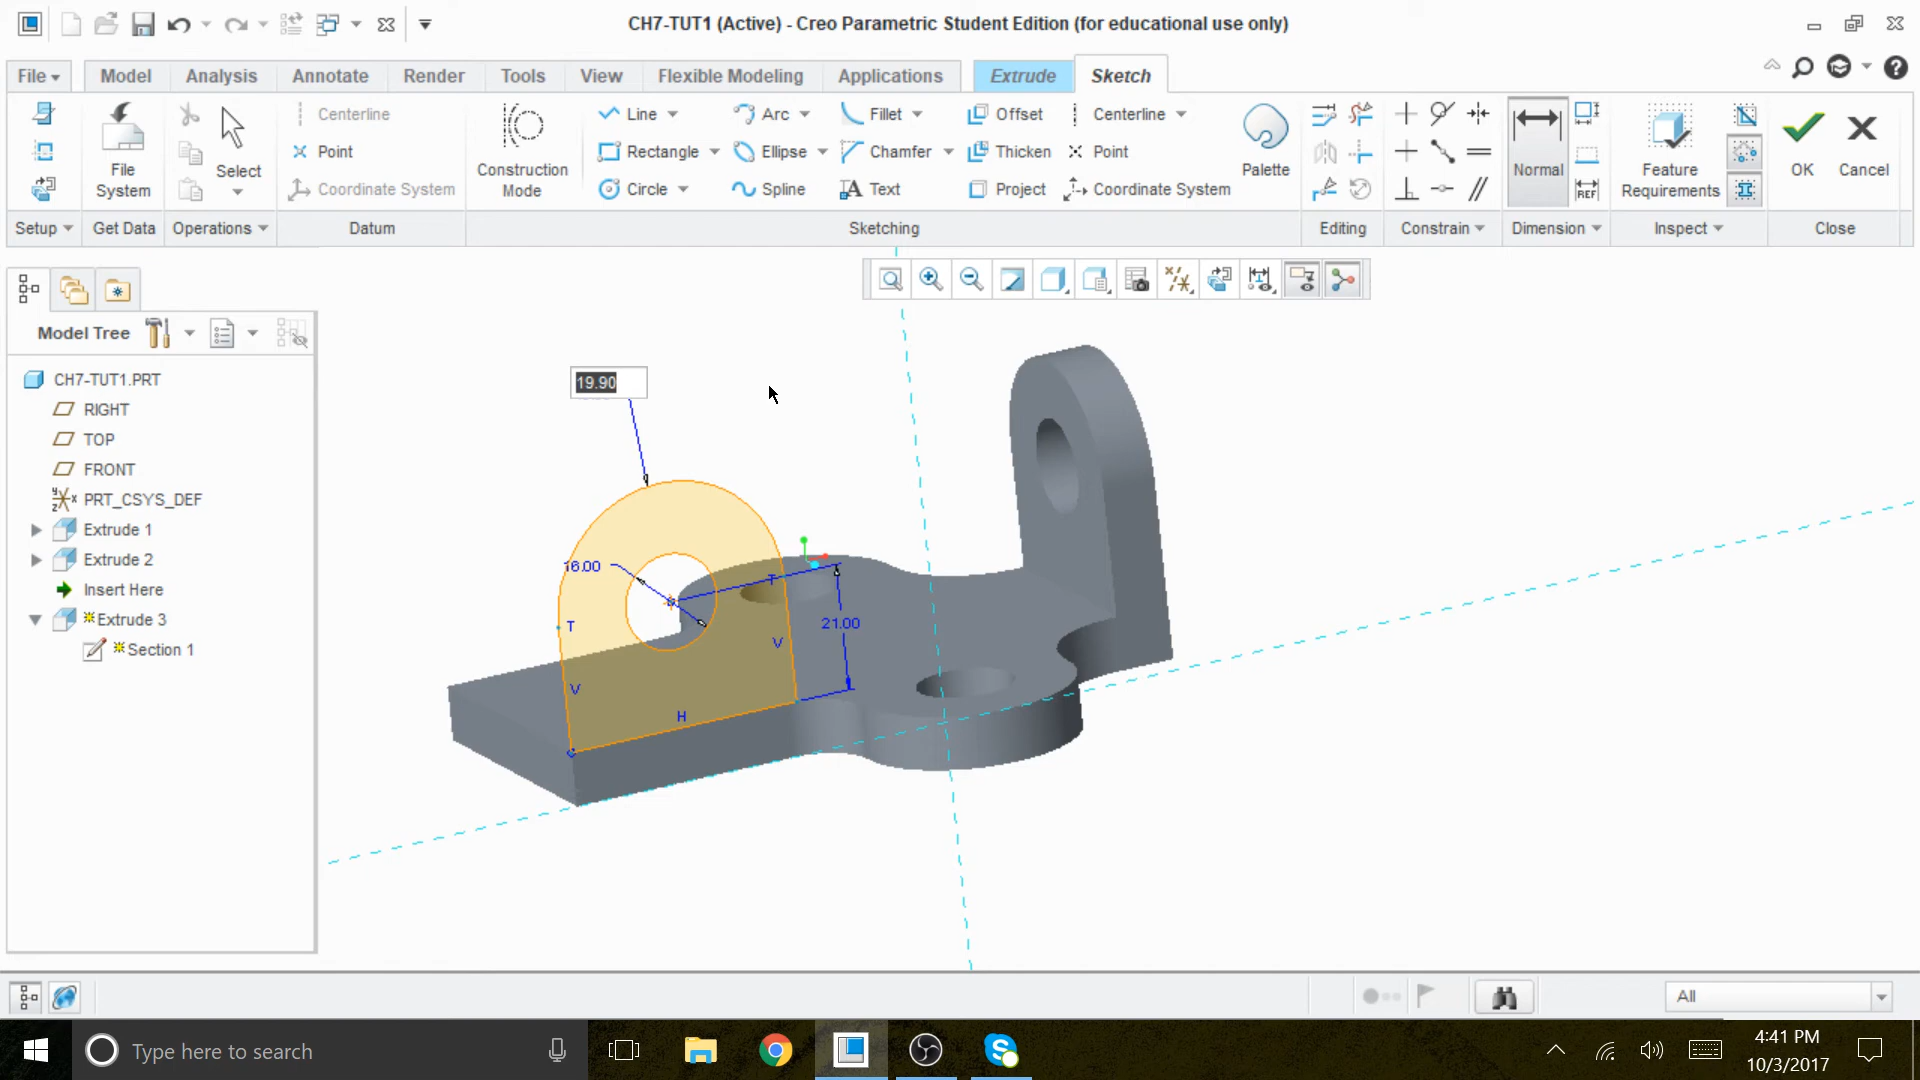 CH7-TUT1 (Active) - Creo Parametric Student Edition (for educational use only)
File Model Analysis Annotate Render Tools View Flexible Modeling Applications Extrude Sketch
Centerline Line Arc Fillet Offset Centerline
Point Rectangle Ellipse Chamfer Thicken Point
Coordinate System Circle Spline Text Project Coordinate System
File System
Select
Construction Mode
Palette
Normal
REF
Feature Requirements
OK
Cancel
Setup Get Data Operations Datum Sketching Editing Constrain Dimension Inspect Close
Model Tree
CH7-TUT1.PRT
RIGHT
TOP
FRONT
PRT_CSYS_DEF
Extrude 1
Extrude 2
Insert Here
Extrude 3
Section 1
19.90
16.00
T
21.00
T
V
V
H
All
Type here to search
4:41 PM
10/3/2017